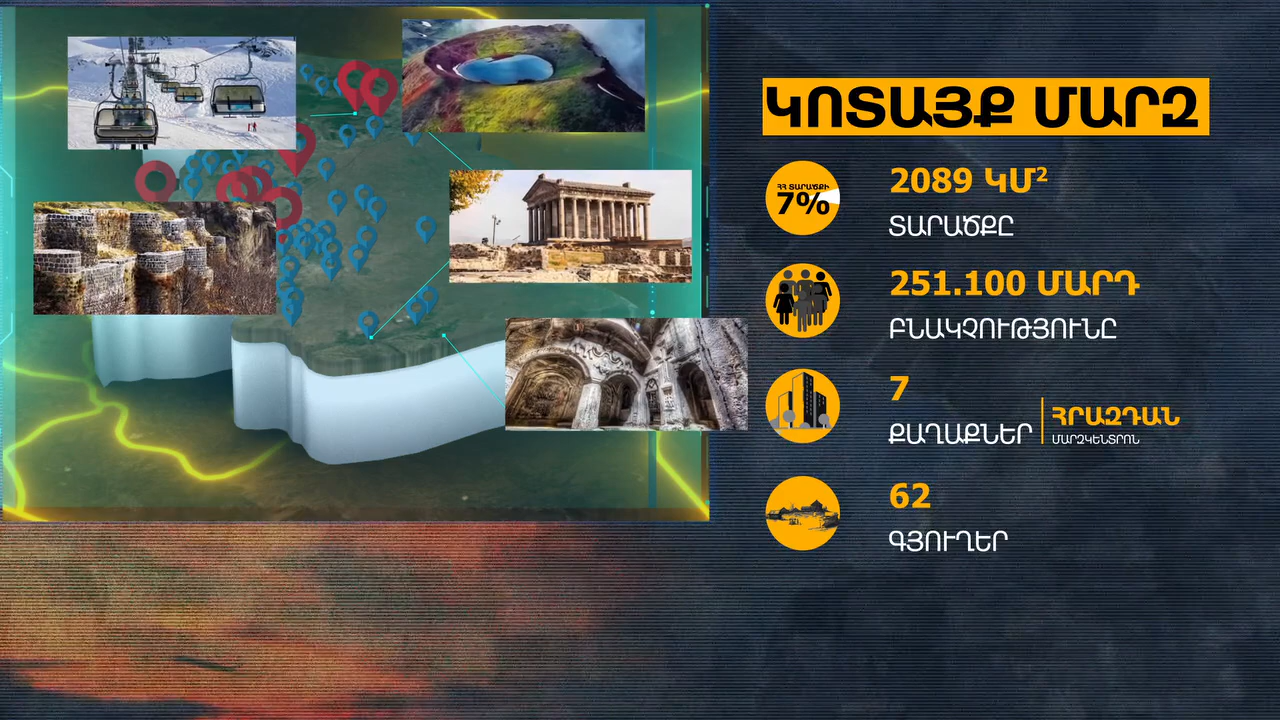 ԿՈՏԱՅՔ ՄԱՐԶ
ՀՀ ՏԱՐԱԾՔԻ
7%
2089 ԿՄ²
ՏԱՐԱԾՔԸ
251.100 ՄԱՐԴ
ԲՆԱԿՉՈՒԹՅՈՒՆԸ
7
ՔԱՂԱՔՆԵՐ
ՀՐԱԶԴԱՆ
ՄԱՐԶԿԵՆՏՐՈՆ
62
ԳՅՈՒՂԵՐ